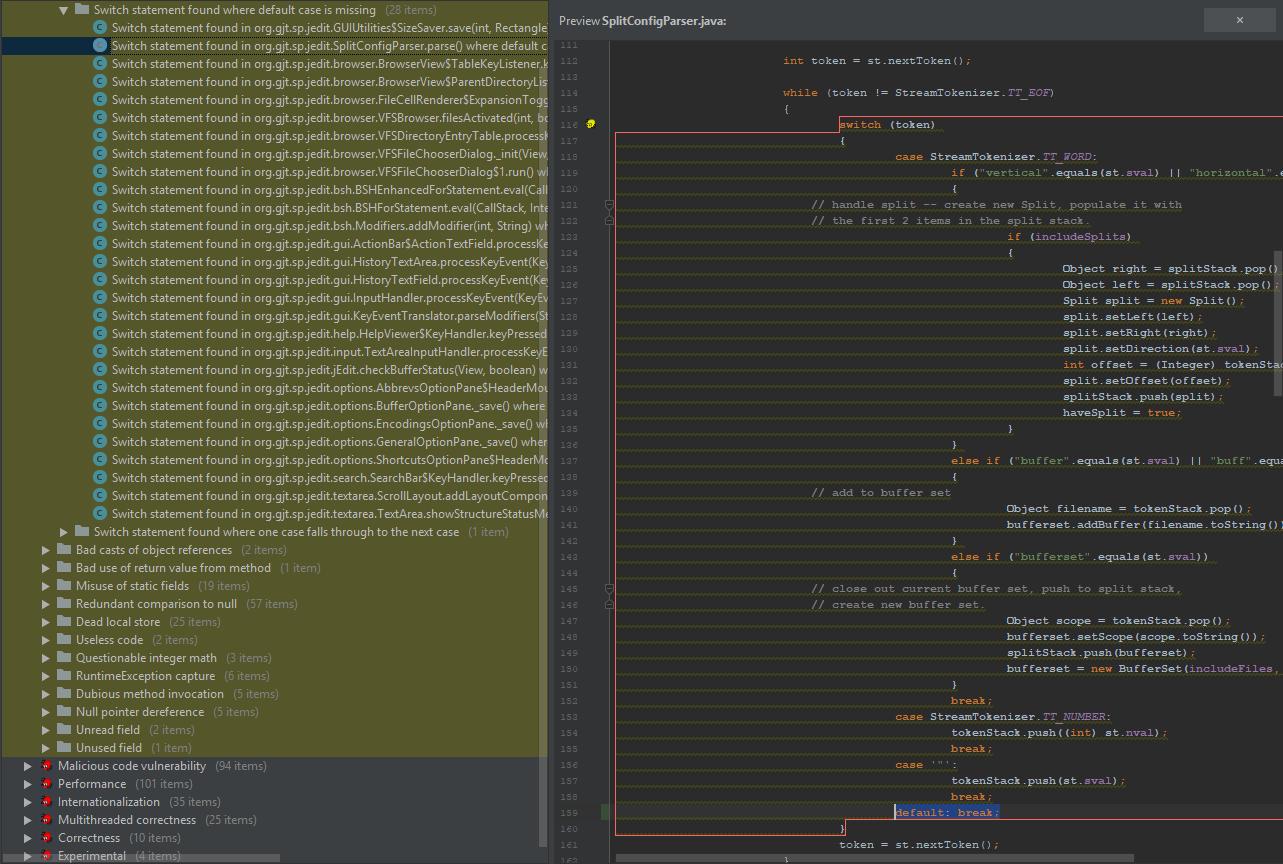 Switch statement found where default case is missing (28 items)
Switch statement found in org.gjt.sp.jedit.GUIUtilities$SizeSaver.save(int, Rectangle
Switch statement found in org.gjt.sp.jedit.SplitConfigParser.parse() where default c
Switch statement found in org.gjt.sp.jedit.browser.BrowserView$TableKeyListener.k
Switch statement found in org.gjt.sp.jedit.browser.BrowserView$ParentDirectoryLis
Switch statement found in org.gjt.sp.jedit.browser.FileCellRenderer$ExpansionTogg
Switch statement found in org.gjt.sp.jedit.browser.VFSBrowser.filesActivated(int, bo
Switch statement found in org.gjt.sp.jedit.browser.VFSDirectoryEntryTable.processK
Switch statement found in org.gjt.sp.jedit.browser.VFSFileChooserDialog._init(View,
Switch statement found in org.gjt.sp.jedit.browser.VFSFileChooserDialog$1.run() w
Switch statement found in org.gjt.sp.jedit.bsh.BSHEnhancedForStatement.eval(Call
Switch statement found in org.gjt.sp.jedit.bsh.BSHForStatement.eval(CallStack, Inte
Switch statement found in org.gjt.sp.jedit.bsh.Modifiers.addModifier(int, String) wh
Switch statement found in org.gjt.sp.jedit.gui.ActionBar$ActionTextField.processKe
Switch statement found in org.gjt.sp.jedit.gui.HistoryTextArea.processKeyEvent(Key
Switch statement found in org.gjt.sp.jedit.gui.HistoryTextField.processKeyEvent(Key
Switch statement found in org.gjt.sp.jedit.gui.InputHandler.processKeyEvent(KeyEv
Switch statement found in org.gjt.sp.jedit.gui.KeyEventTranslator.parseModifiers(St
Switch statement found in org.gjt.sp.jedit.help.HelpViewer$KeyHandler.keyPressed
Switch statement found in org.gjt.sp.jedit.input.TextAreaInputHandler.processKeyE
Switch statement found in org.gjt.sp.jedit.jEdit.checkBufferStatus(View, boolean) w
Switch statement found in org.gjt.sp.jedit.options.AbbrevsOptionPane$HeaderMou
Switch statement found in org.gjt.sp.jedit.options.BufferOptionPane._save() where
Switch statement found in org.gjt.sp.jedit.options.EncodingsOptionPane._save() wh
Switch statement found in org.gjt.sp.jedit.options.GeneralOptionPane._save() wher
Switch statement found in org.gjt.sp.jedit.options.ShortcutsOptionPane$HeaderMo
Switch statement found in org.gjt.sp.jedit.search.SearchBar$KeyHandler.keyPressed
Switch statement found in org.gjt.sp.jedit.textarea.ScrollLayout.addLayoutCompon
Switch statement found in org.gjt.sp.jedit.textarea.TextArea.showStructureStatusMe
Switch statement found where one case falls through to the next case (1 item)
Bad casts of object references (2 items)
Bad use of return value from method (1 item)
Misuse of static fields (19 items)
Redundant comparison to null (57 items)
Dead local store (25 items)
Useless code (2 items)
Questionable integer math (3 items)
RuntimeException capture (6 items)
Dubious method invocation (5 items)
Null pointer dereference (5 items)
Unread field (2 items)
Unused field (1 item)
Malicious code vulnerability (94 items)
Performance (101 items)
Internationalization (35 items)
Multithreaded correctness (25 items)
Correctness (10 items)
Experimental (4 items)
Preview SplitConfigParser.java:
111
112 int token = st.nextToken();
113
114 while (token != StreamTokenizer.TT_EOF)
115 {
116 switch (token)
117 {
118 case StreamTokenizer.TT_WORD:
119 if ("vertical".equals(st.sval) || "horizontal".e
120 {
121 // handle split -- create new Split, populate it with
122 // the first 2 items in the split stack.
123 if (includeSplits)
124 {
125 Object right = splitStack.pop()
126 Object left = splitStack.pop();
127 Split split = new Split();
128 split.setLeft(left);
129 split.setRight(right);
130 split.setDirection(st.sval);
131 int offset = (Integer) tokenStac
132 split.setOffset(offset);
133 splitStack.push(split);
134 haveSplit = true;
135 }
136 }
137 else if ("buffer".equals(st.sval) || "buff".equa
138 {
139 // add to buffer set
140 Object filename = tokenStack.pop();
141 bufferset.addBuffer(filename.toString())
142 }
143 else if ("bufferset".equals(st.sval))
144 {
145 // close out current buffer set, push to split stack,
146 // create new buffer set.
147 Object scope = tokenStack.pop();
148 bufferset.setScope(scope.toString());
149 splitStack.push(bufferset);
150 bufferset = new BufferSet(includeFiles,
151 }
152 break;
153 case StreamTokenizer.TT_NUMBER:
154 tokenStack.push((int) st.nval);
155 break;
156 case '"':
157 tokenStack.push(st.sval);
158 break;
159 default: break;
160 }
161 token = st.nextToken();
162 }